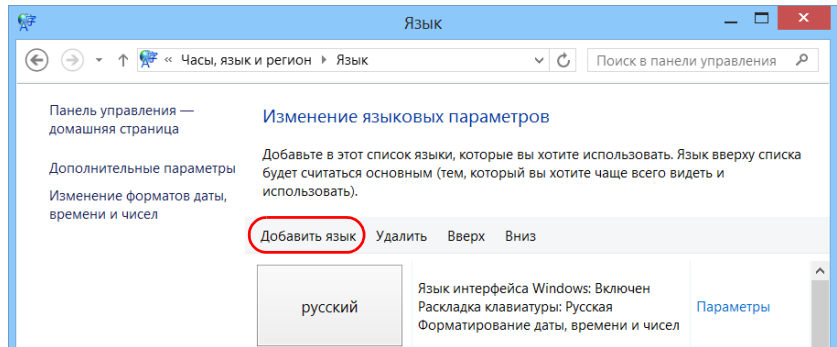 Язык
« Часы, язык и регион ▸ Язык
Поиск в панели управления
Панель управления —
домашняя страница
Дополнительные параметры
Изменение форматов даты,
времени и чисел
Изменение языковых параметров
Добавьте в этот список языки, которые вы хотите использовать. Язык вверху списка
будет считаться основным (тем, который вы хотите чаще всего видеть и
использовать).
Добавить язык Удалить Вверх Вниз
русский
Язык интерфейса Windows: Включен
Раскладка клавиатуры: Русская
Форматирование даты, времени и чисел
Параметры